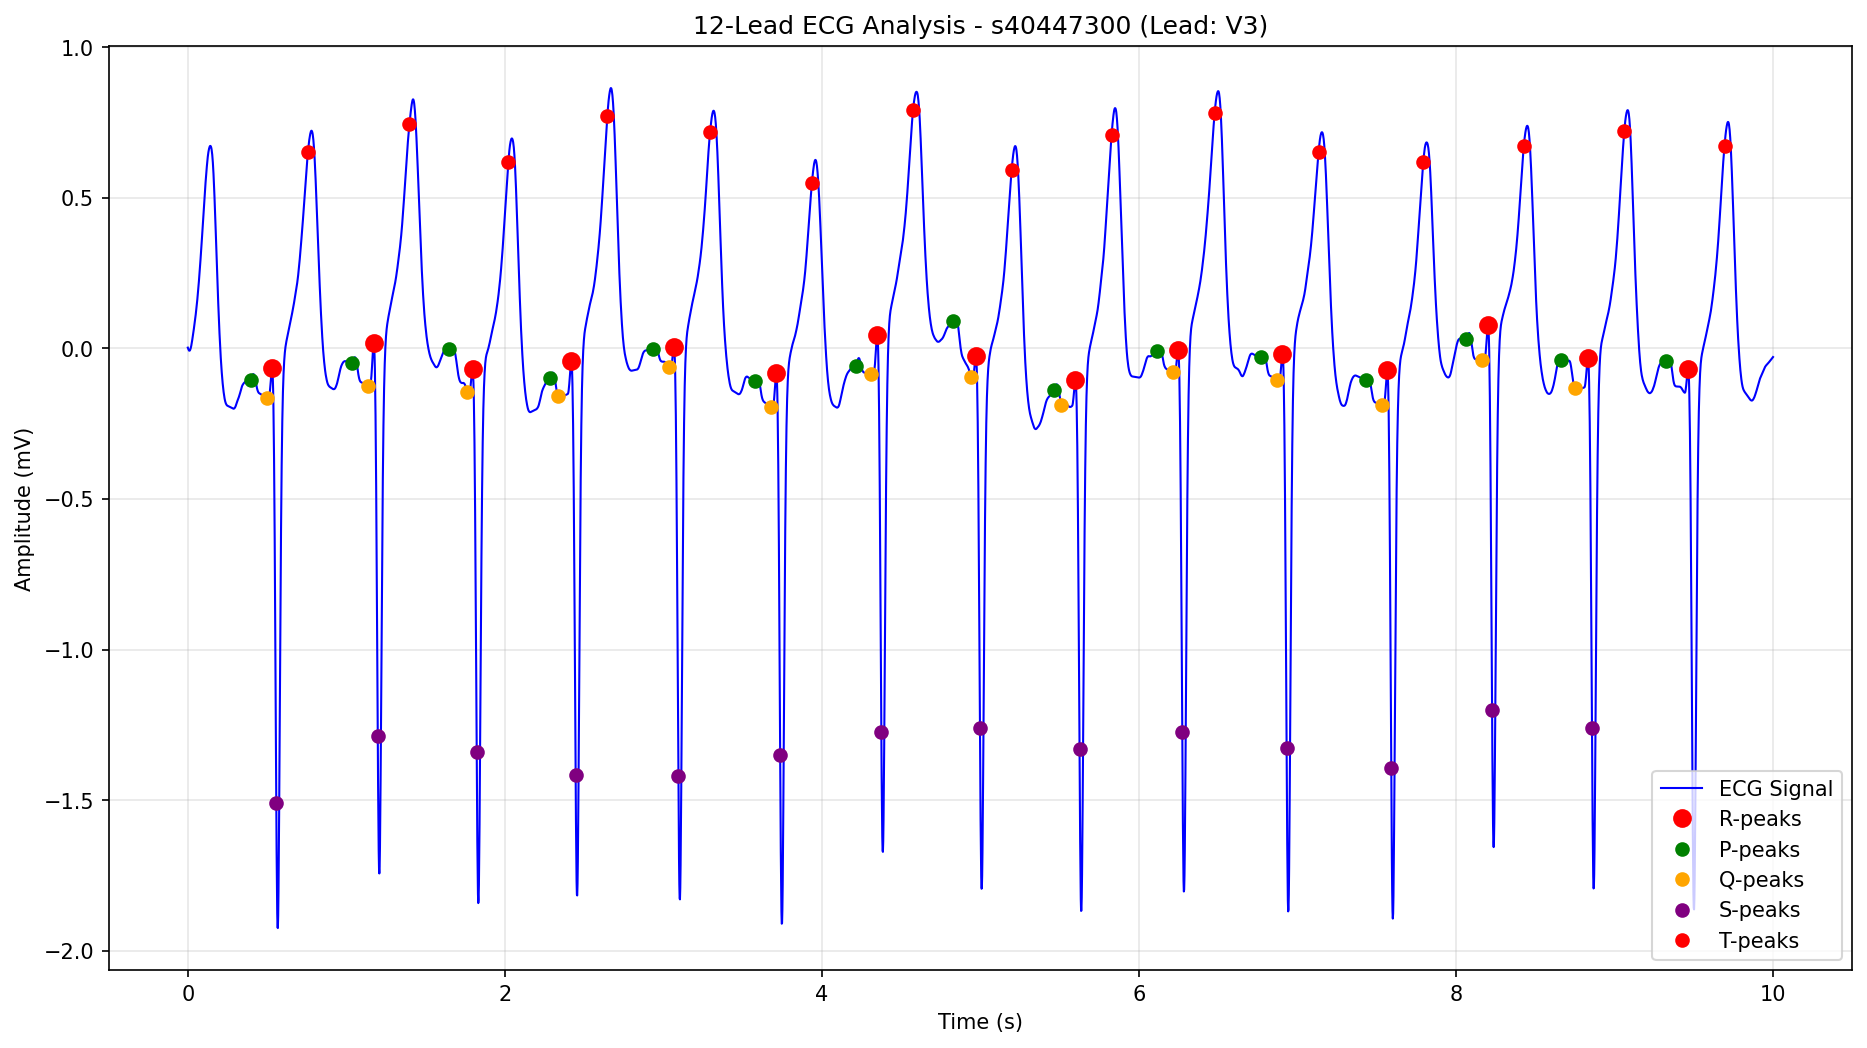 12-Lead ECG Analysis - s40447300 (Lead: V3)
1.0
0.5
0.0
−0.5
−1.0
−1.5
−2.0
Amplitude (mV)
0
2
4
6
8
10
Time (s)
ECG Signal
R-peaks
P-peaks
Q-peaks
S-peaks
T-peaks